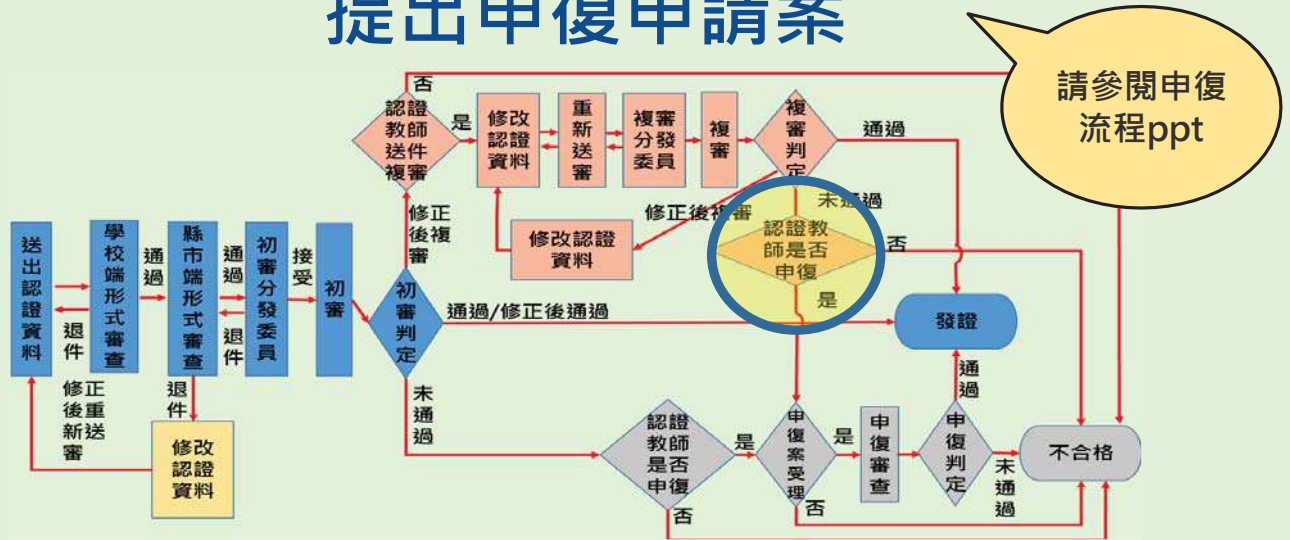 提出申復申請案
請參閱申復
流程ppt
否
認證
教師
送件
複審
是
修改
認證
資料
重
新
送
審
複審
分發
委員
複
審
複
審
判
定
通過
未通過
修正後複審
修改認證
資料
修正
後複
審
認證教
師是否
申復
否
是
送
出
認
證
資
料
退
件
學
校
端
形
式
審
查
通
過
縣
市
端
形
式
審
查
通
過
退
件
初
審
分
發
委
員
接
受
初
審
初
審
判
定
通過/修正後通過
發證
修正
後重
新送
審
退
件
修改
認證
資料
未
通
過
認證
教師
是否
申復
是
否
申
復
案
受
理
是
否
申
復
審
查
申
復
判
定
通
過
未
通
過
不合格